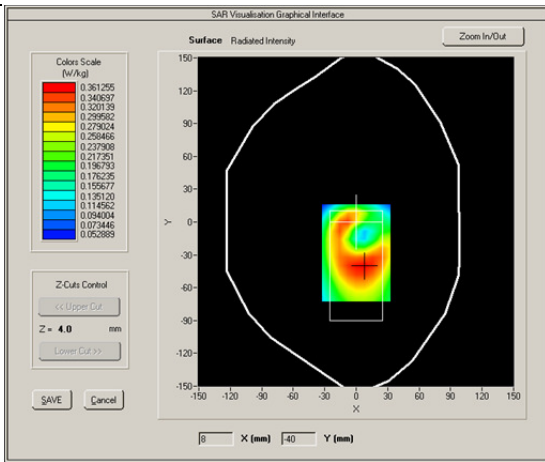 SAR Visualisation Graphical Interface
Surface Radiated Intensity
Zoom In/Out
Colors Scale
(W/kg)
0.361255
0.340697
0.320139
0.299582
0.279024
0.258466
0.237908
0.217351
0.196793
0.176235
0.155677
0.135120
0.114562
0.094004
0.073446
0.052889
Z-Cuts Control
<< Upper Cut
Z = 4.0 mm
Lower Cut >>
SAVE Cancel
150
120
90
60
30
0
-30
-60
-90
-120
-150
Y
-150 -120 -90 -60 -30 0 30 60 90 120 150
X
8 X (mm) -40 Y (mm)